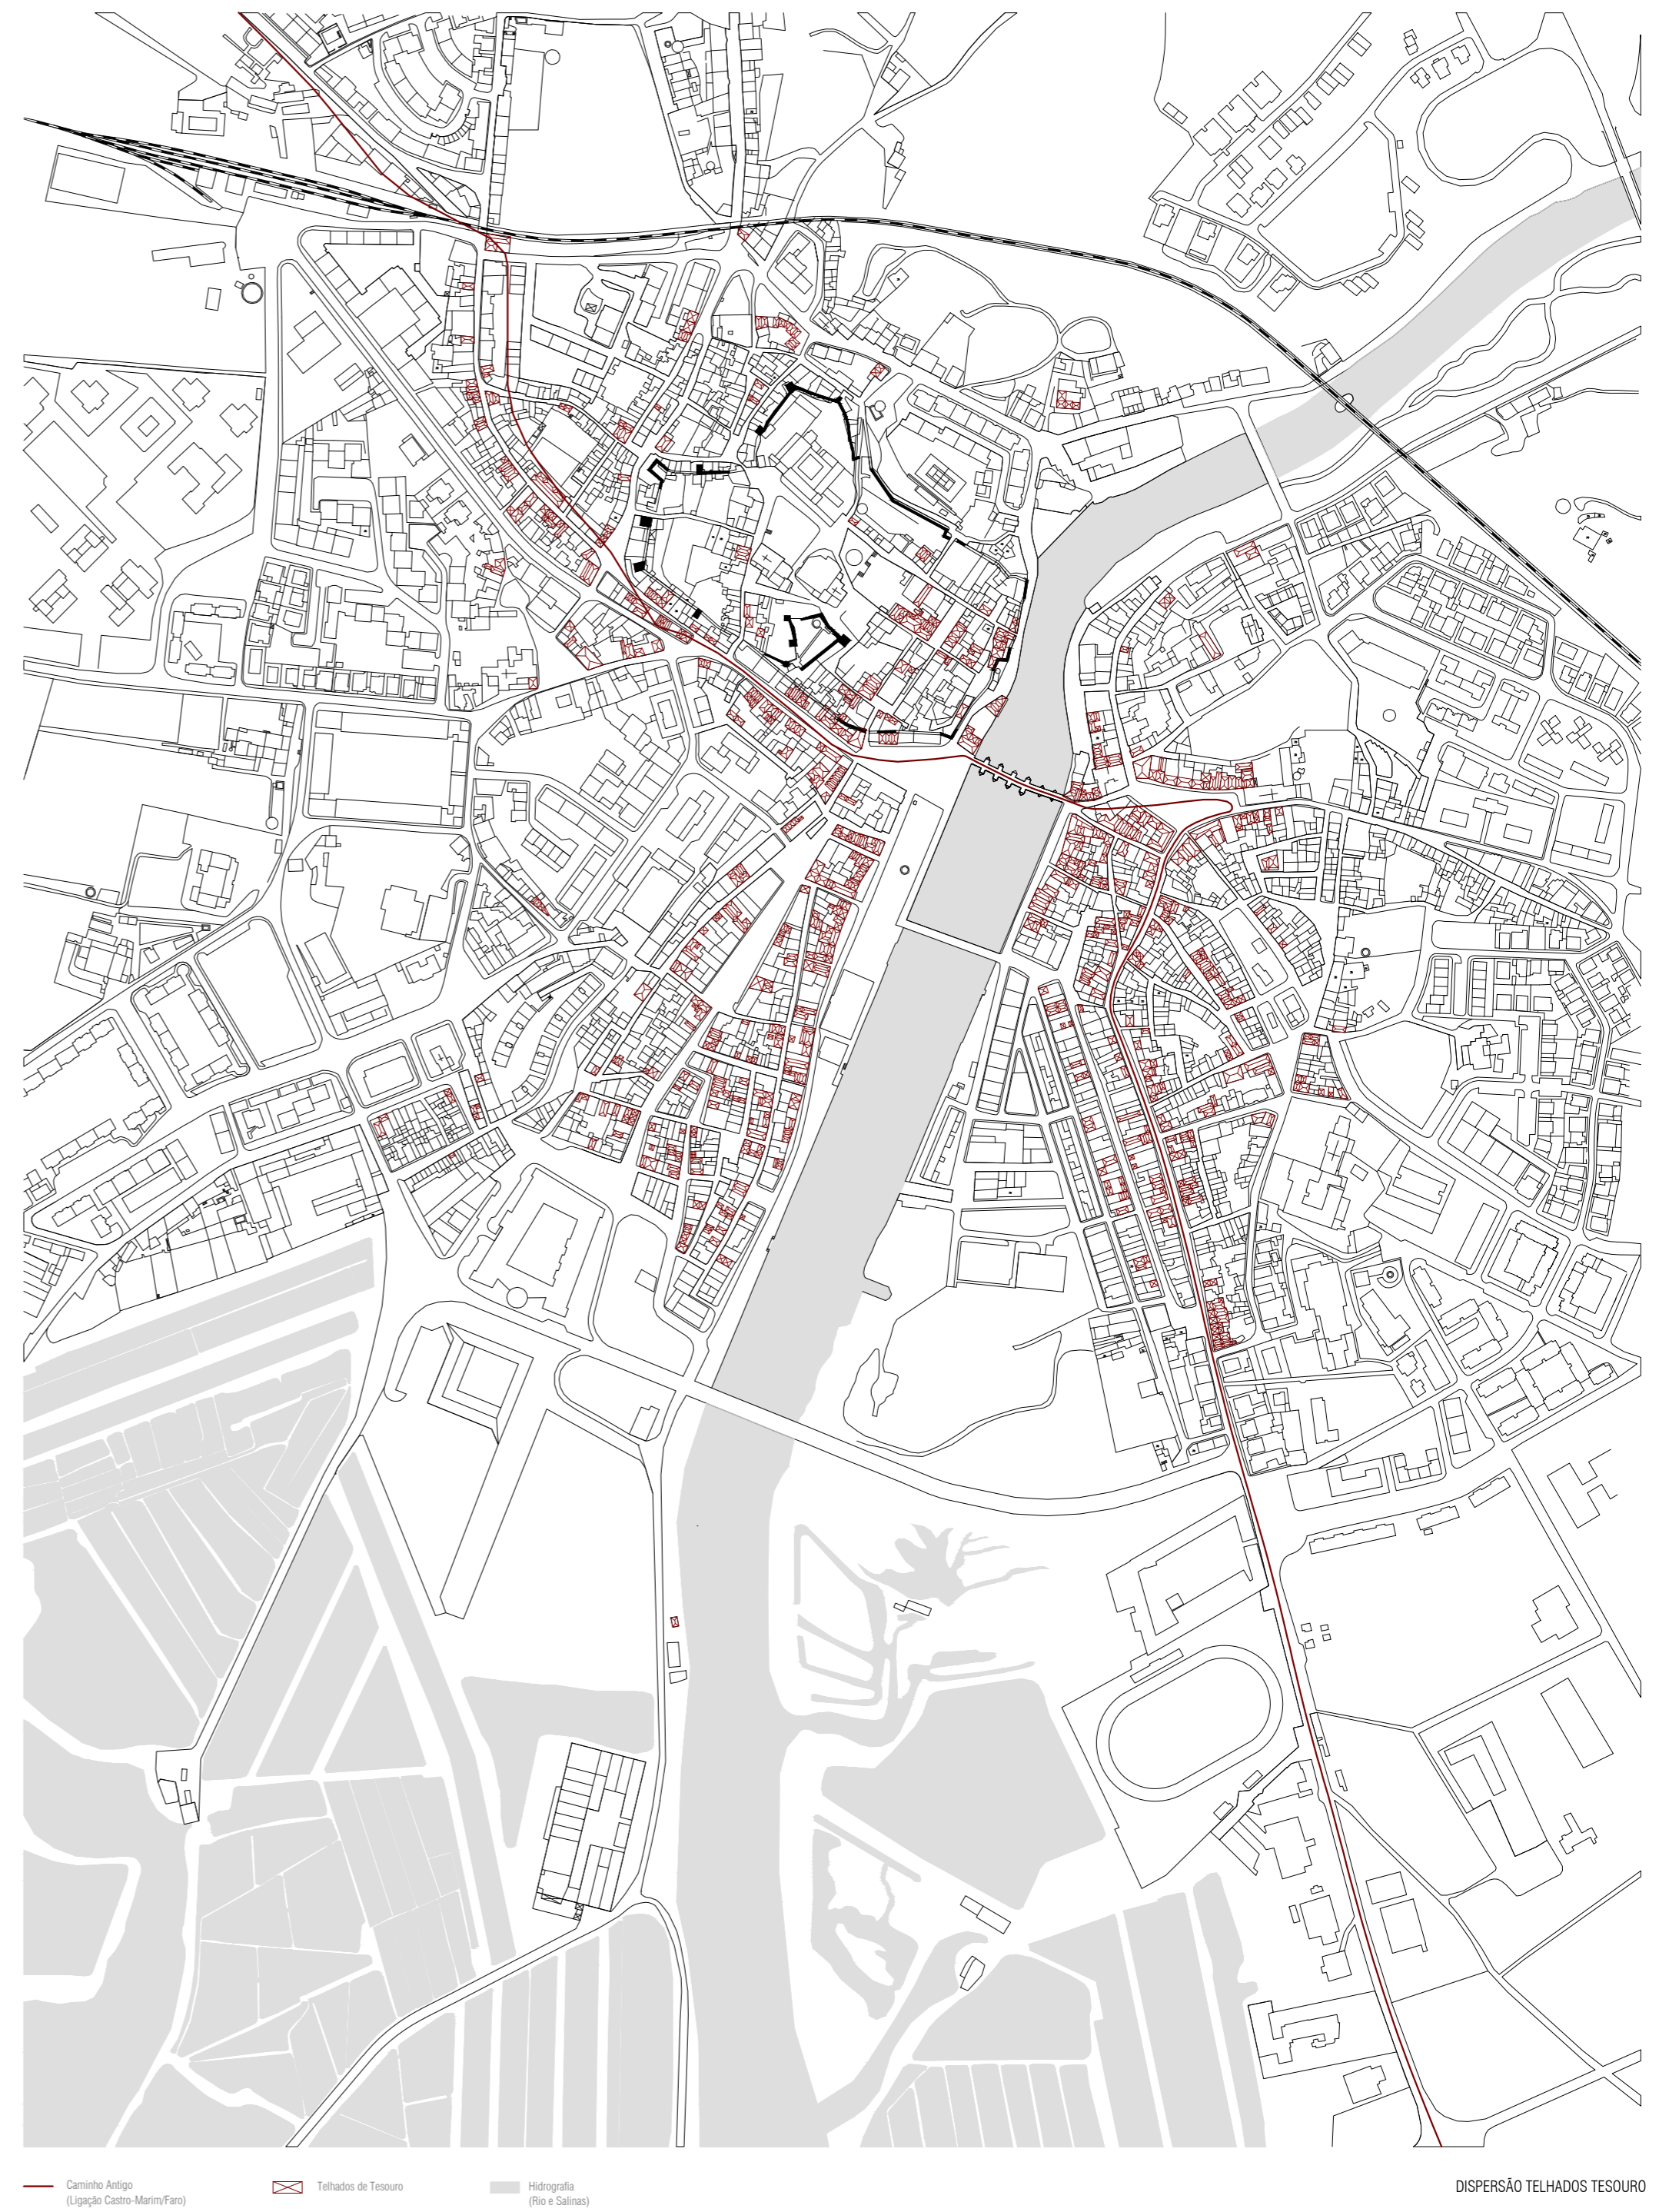 Caminho Antigo
(Ligação Castro-Marim/Faro)
Telhados de Tesouro
Hidrografia
(Rio e Salinas)
DISPERSÃO TELHADOS TESOURO